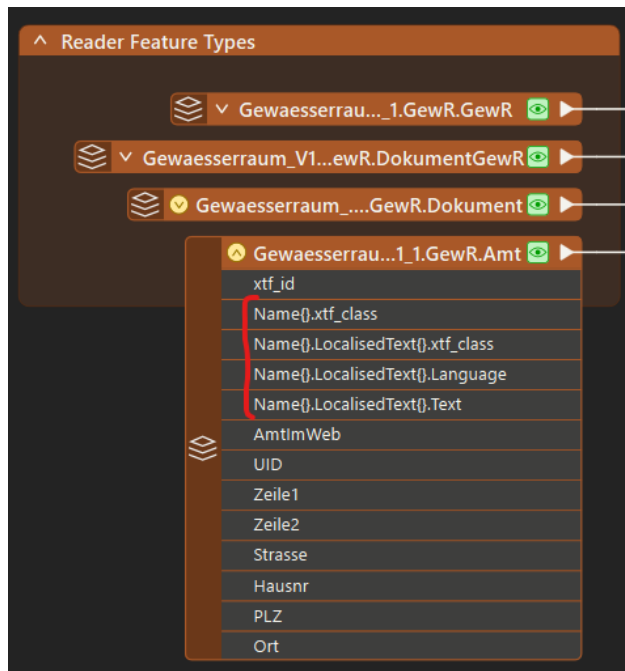 Reader Feature Types
Gewaesserrau..._1.GewR.GewR
Gewaesserraum_V1...ewR.DokumentGewR
Gewaesserraum_....GewR.Dokument
Gewaesserrau...1_1.GewR.Amt
xtf_id
Name{}.xtf_class
Name{}.LocalisedText{}.xtf_class
Name{}.LocalisedText{}.Language
Name{}.LocalisedText{}.Text
AmtImWeb
UID
Zeile1
Zeile2
Strasse
Hausnr
PLZ
Ort